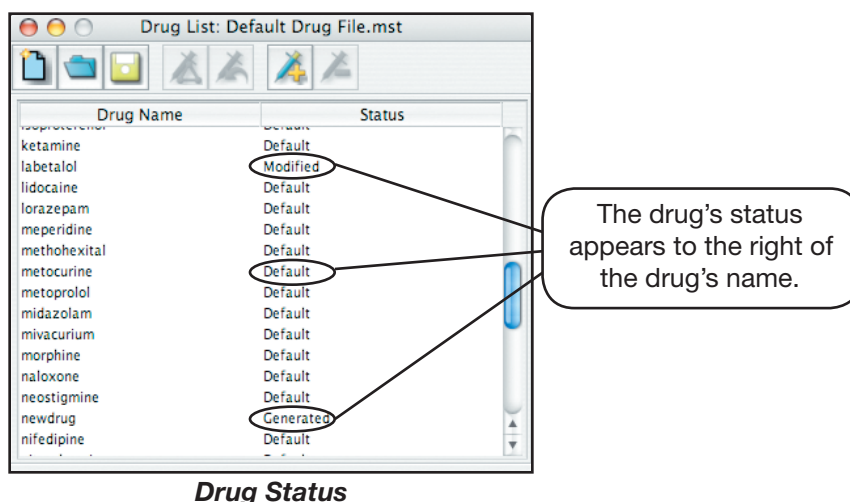 Drug List: Default Drug File.mst
Drug Name Status
ketamine Default
labetalol Modified
lidocaine Default
lorazepam Default
meperidine Default
methohexital Default
metocurine Default
metoprolol Default
midazolam Default
mivacurium Default
morphine Default
naloxone Default
neostigmine Default
newdrug Generated
nifedipine Default
The drug's status
appears to the right of
the drug's name.
Drug Status